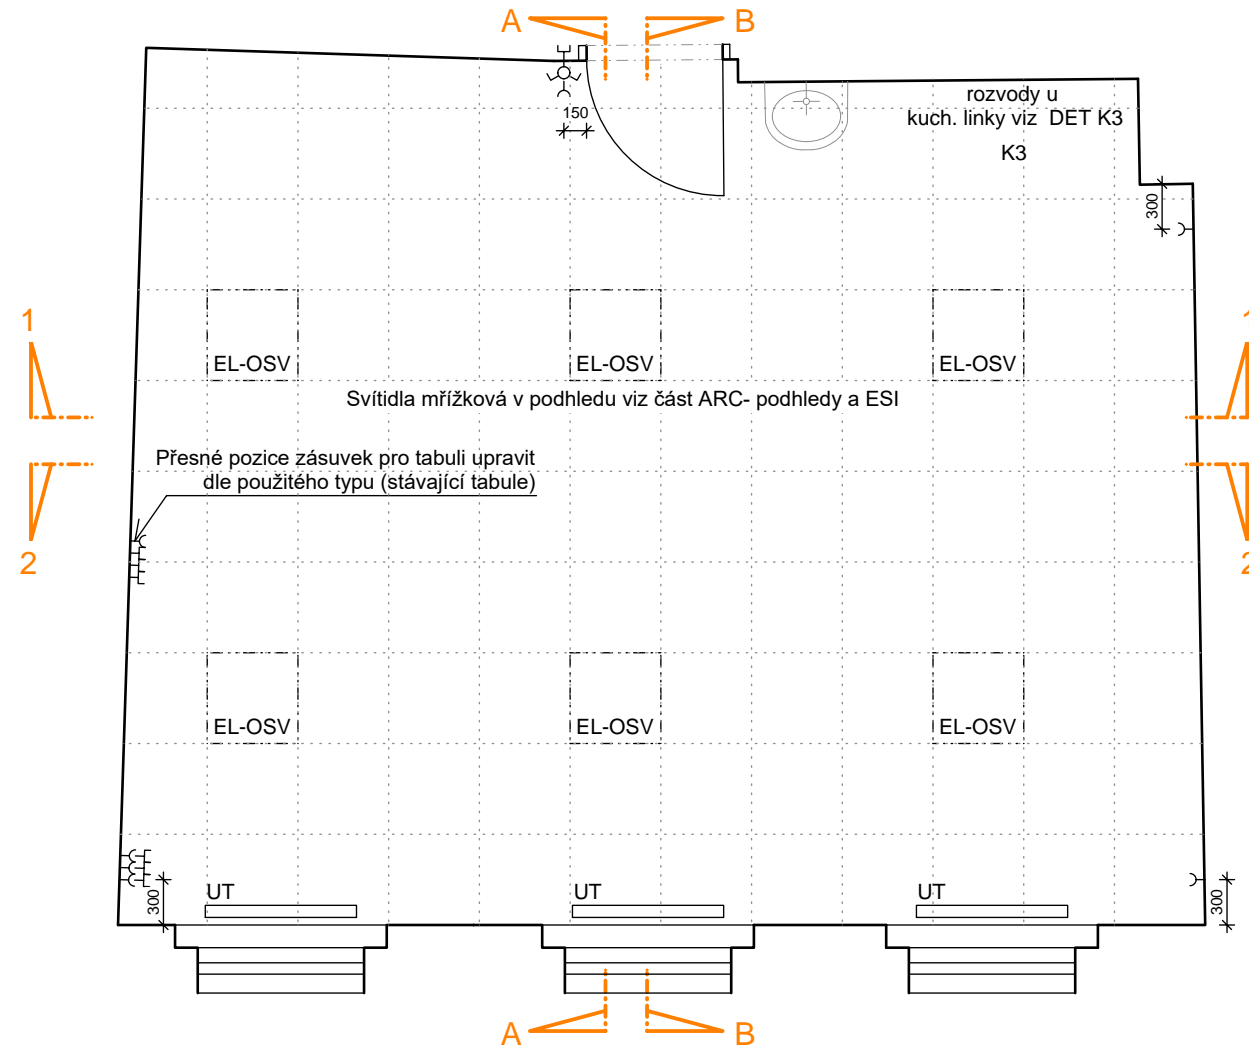 A
B
rozvody u
kuch. linky viz  DET K3
K3
150
300
1
1
EL-OSV
EL-OSV
EL-OSV
Svítidla mřížková v podhledu viz část ARC- podhledy a ESI
Přesné pozice zásuvek pro tabuli upravit
dle použitého typu (stávající tabule)
2
2
EL-OSV
EL-OSV
EL-OSV
300
UT
UT
UT
300
A
B